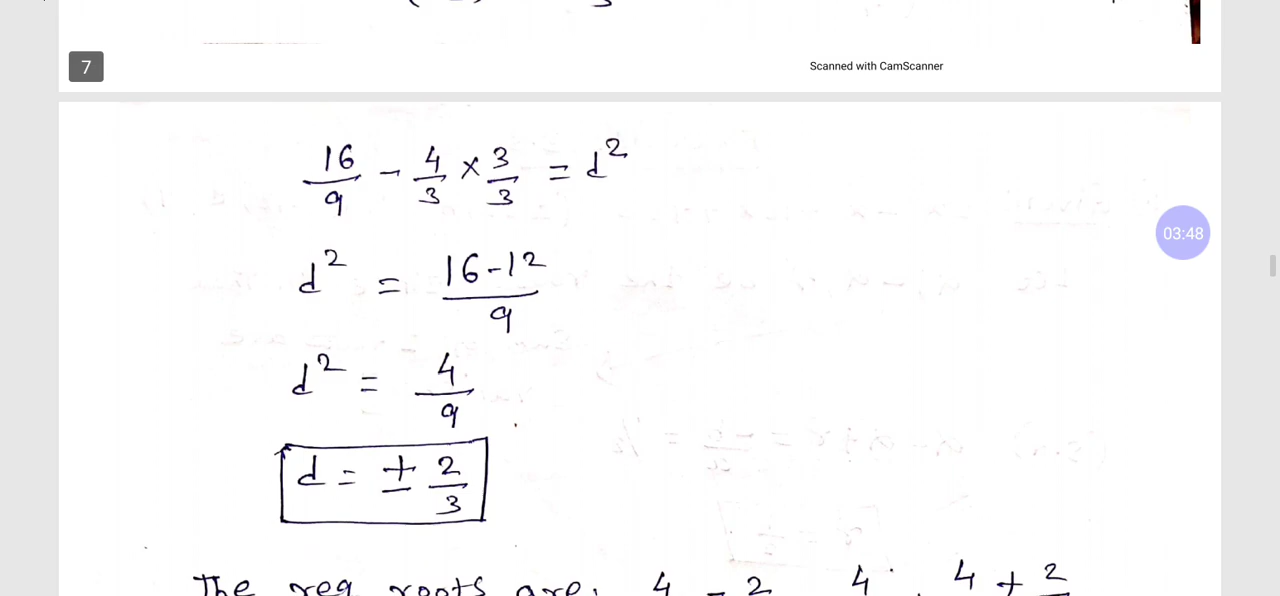 7
Scanned with CamScanner
16/9 - 4/3 × 3/3 = d²
03:48
d² = (16-12)/9
d² = 4/9
d = ± 2/3
The req roots are: 4 - 2 4 . 4 + 2